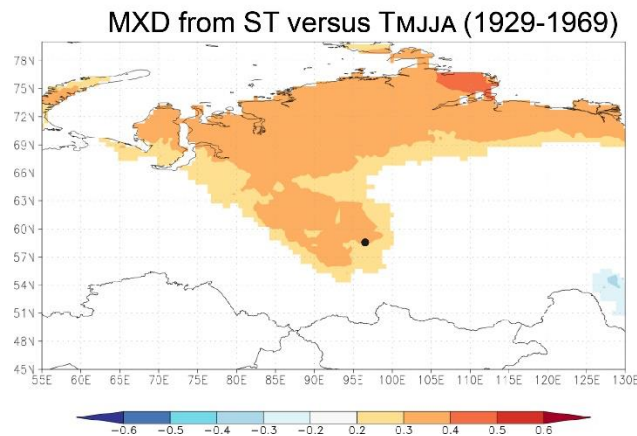 MXD from ST versus TMJJA (1929-1969)
78N
75N
72N
69N
66N
63N
60N
57N
54N
51N
48N
45N
55E 60E 65E 70E 75E 80E 85E 90E 95E 100E 105E 110E 115E 120E 125E 130E
-0.6 -0.5 -0.4 -0.3 -0.2 0.2 0.3 0.4 0.5 0.6